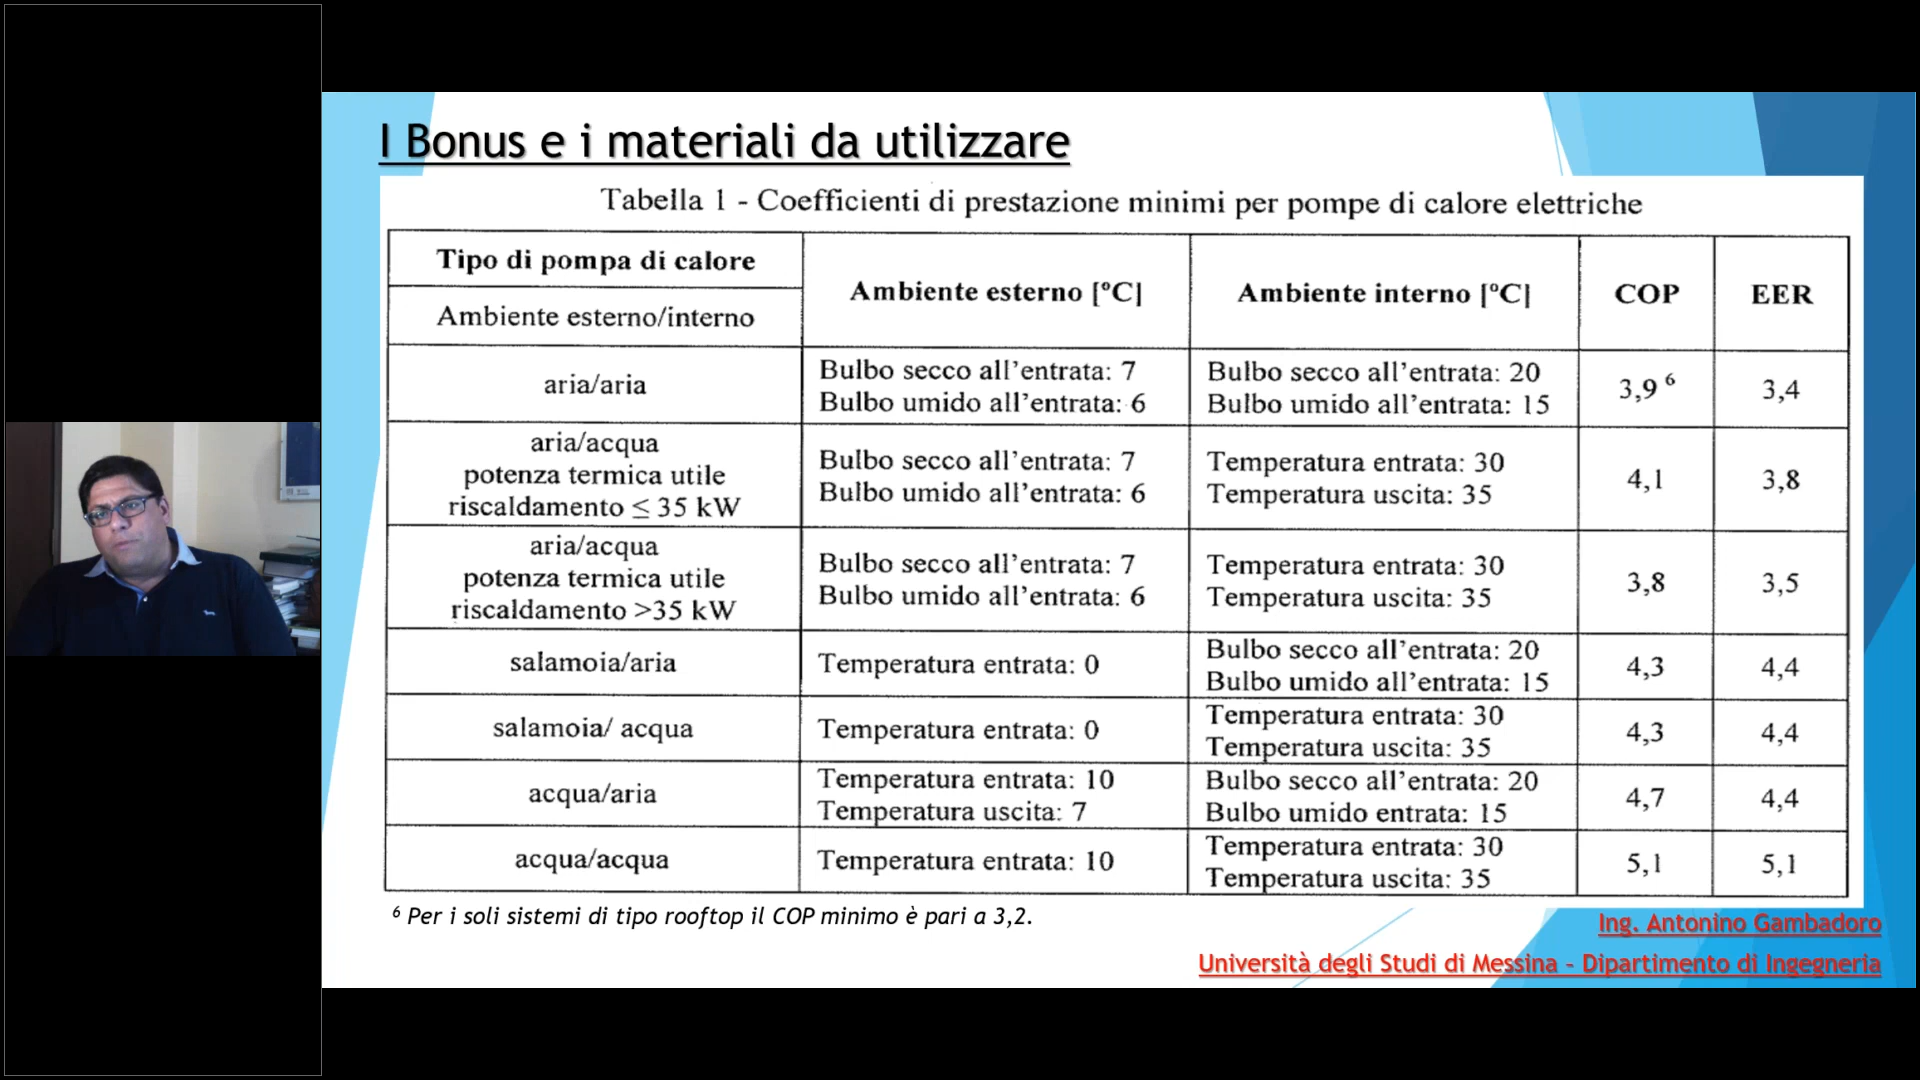 I Bonus e i materiali da utilizzare
Tabella 1 - Coefficienti di prestazione minimi per pompe di calore elettriche
Tipo di pompa di calore
Ambiente esterno/interno
Ambiente esterno [°C]
Ambiente interno [°C]
COP
EER
aria/aria
Bulbo secco all'entrata: 7
Bulbo umido all'entrata: 6
Bulbo secco all'entrata: 20
Bulbo umido all'entrata: 15
3,9 ⁶
3,4
aria/acqua
potenza termica utile
riscaldamento ≤ 35 kW
Bulbo secco all'entrata: 7
Bulbo umido all'entrata: 6
Temperatura entrata: 30
Temperatura uscita: 35
4,1
3,8
aria/acqua
potenza termica utile
riscaldamento >35 kW
Bulbo secco all'entrata: 7
Bulbo umido all'entrata: 6
Temperatura entrata: 30
Temperatura uscita: 35
3,8
3,5
salamoia/aria
Temperatura entrata: 0
Bulbo secco all'entrata: 20
Bulbo umido all'entrata: 15
4,3
4,4
salamoia/ acqua
Temperatura entrata: 0
Temperatura entrata: 30
Temperatura uscita: 35
4,3
4,4
acqua/aria
Temperatura entrata: 10
Temperatura uscita: 7
Bulbo secco all'entrata: 20
Bulbo umido entrata: 15
4,7
4,4
acqua/acqua
Temperatura entrata: 10
Temperatura entrata: 30
Temperatura uscita: 35
5,1
5,1
⁶ Per i soli sistemi di tipo rooftop il COP minimo è pari a 3,2.
Ing. Antonino Gambadoro
Università degli Studi di Messina – Dipartimento di Ingegneria